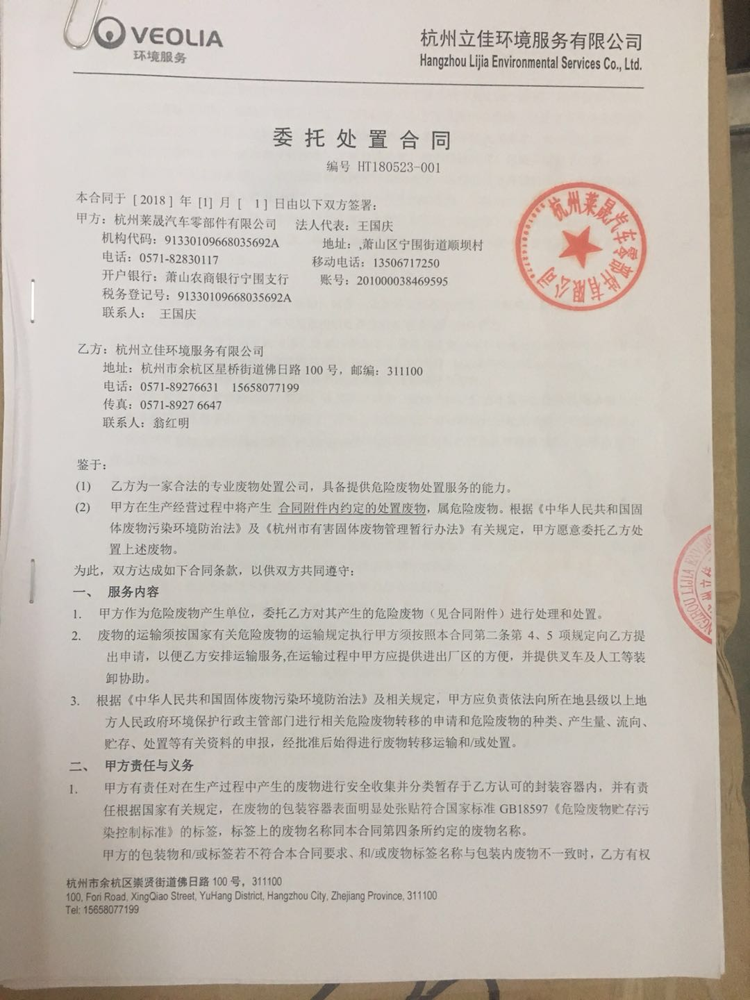 VEOLIA
环境服务
杭州立佳环境服务有限公司
Hangzhou Lijia Environmental Services Co., Ltd.
委托处置合同
编号 HT180523-001
本合同于 [ 2018 ] 年 [1] 月 [ 1 ] 日由以下双方签署：
甲方：杭州莱晟汽车零部件有限公司 法人代表：王国庆
机构代码：91330109668035692A 地址：,萧山区宁围街道顺坝村
电话：0571-82830117 移动电话：13506717250
开户银行：萧山农商银行宁围支行 账号：201000038469595
税务登记号：91330109668035692A
联系人： 王国庆
杭州莱晟汽车零部件有限公司
乙方：杭州立佳环境服务有限公司
地址：杭州市余杭区星桥街道佛日路 100 号，邮编：311100
电话：0571-89276631 15658077199
传真：0571-8927 6647
联系人：翁红明
鉴于：
(1) 乙方为一家合法的专业废物处置公司，具备提供危险废物处置服务的能力。
(2) 甲方在生产经营过程中将产生 合同附件内约定的处置废物，属危险废物。根据《中华人民共和国固
体废物污染环境防治法》及《杭州市有害固体废物管理暂行办法》有关规定，甲方愿意委托乙方处
置上述废物。
为此，双方达成如下合同条款，以供双方共同遵守：
一、 服务内容
1. 甲方作为危险废物产生单位，委托乙方对其产生的危险废物（见合同附件）进行处理和处置。
2. 废物的运输须按国家有关危险废物的运输规定执行甲方须按照本合同第二条第 4、5 项规定向乙方提
出申请，以便乙方安排运输服务,在运输过程中甲方应提供进出厂区的方便，并提供叉车及人工等装
卸协助。
3. 根据《中华人民共和国固体废物污染环境防治法》及相关规定，甲方应负责依法向所在地县级以上地
方人民政府环境保护行政主管部门进行相关危险废物转移的申请和危险废物的种类、产生量、流向、
贮存、处置等有关资料的申报，经批准后始得进行废物转移运输和/或处置。
二、 甲方责任与义务
1. 甲方有责任对在生产过程中产生的废物进行安全收集并分类暂存于乙方认可的封装容器内，并有责
任根据国家有关规定，在废物的包装容器表面明显处张贴符合国家标准 GB18597《危险废物贮存污
染控制标准》的标签，标签上的废物名称同本合同第四条所约定的废物名称。
甲方的包装物和/或标签若不符合本合同要求、和/或废物标签名称与包装内废物不一致时，乙方有权
杭州市余杭区崇贤街道佛日路 100 号，311100
100, Fori Road, XingQiao Street, YuHang District, Hangzhou City, Zhejiang Province, 311100
Tel: 15658077199